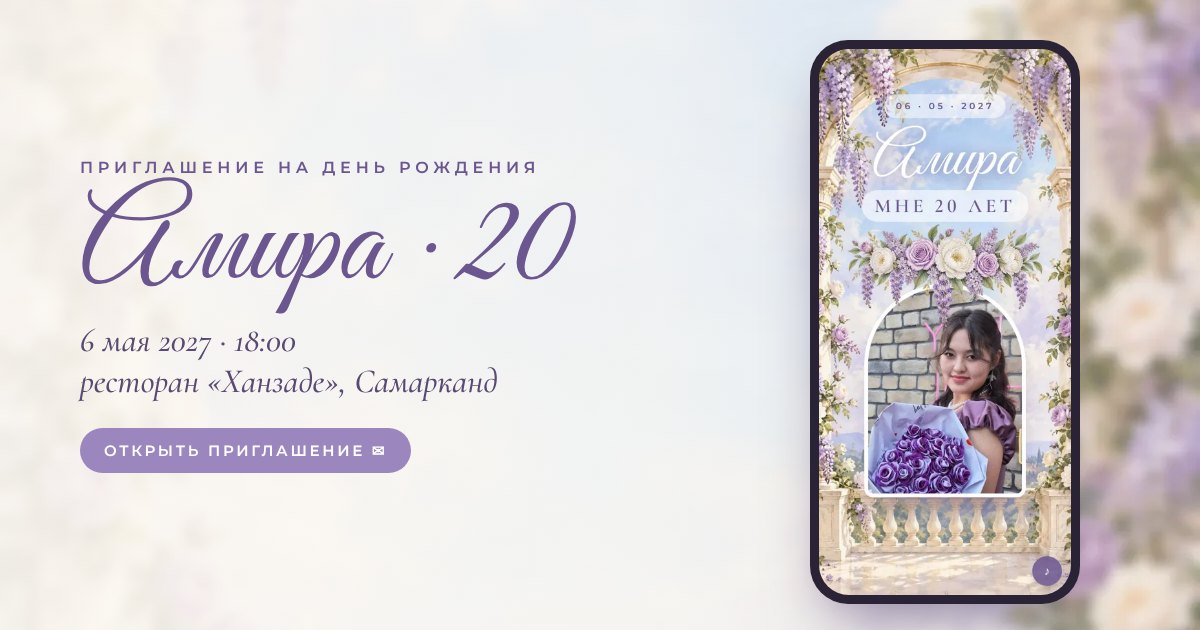 ПРИГЛАШЕНИЕ НА ДЕНЬ РОЖДЕНИЯ
Амира · 20
6 мая 2027 · 18:00
ресторан «Ханзаде», Самарканд
ОТКРЫТЬ ПРИГЛАШЕНИЕ ✉
06 · 05 · 2027
Амира
МНЕ 20 ЛЕТ